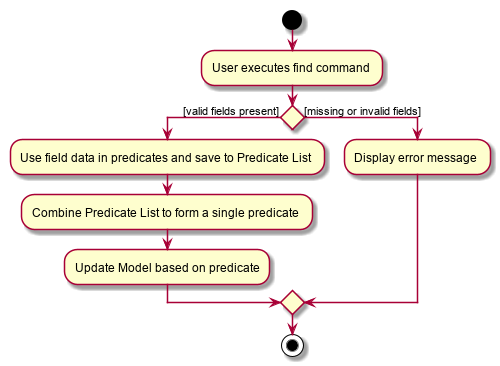 User executes find command
[valid fields present]
[missing or invalid fields]
Use field data in predicates and save to Predicate List
Display error message
Combine Predicate List to form a single predicate
Update Model based on predicate